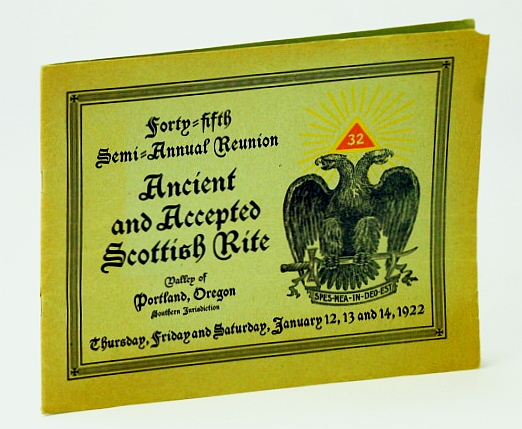 Forty-fifth
Semi-Annual Reunion
Ancient
and Accepted
Scottish Rite
Valley of
Portland, Oregon
Southern Jurisdiction
Thursday, Friday and Saturday, January 12, 13 and 14, 1922
32
SPES-MEA-IN-DEO-EST